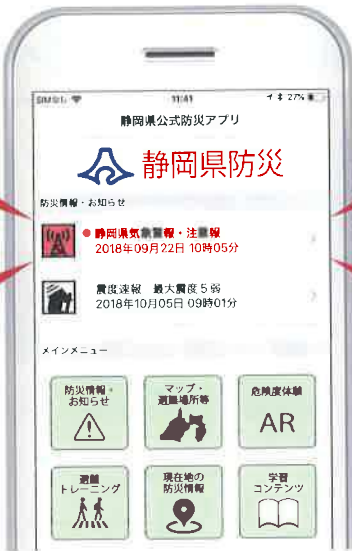 11:41
27%
静岡県公式防災アプリ
静岡県防災
防災情報・お知らせ
静岡県気象警報・注意報
2018年09月22日 10時05分
震度速報 最大震度5弱
2018年10月05日 09時01分
メインメニュー
防災情報・
お知らせ
マップ・
避難場所等
危険度体験
AR
避難
トレーニング
現在地の
防災情報
学習
コンテンツ